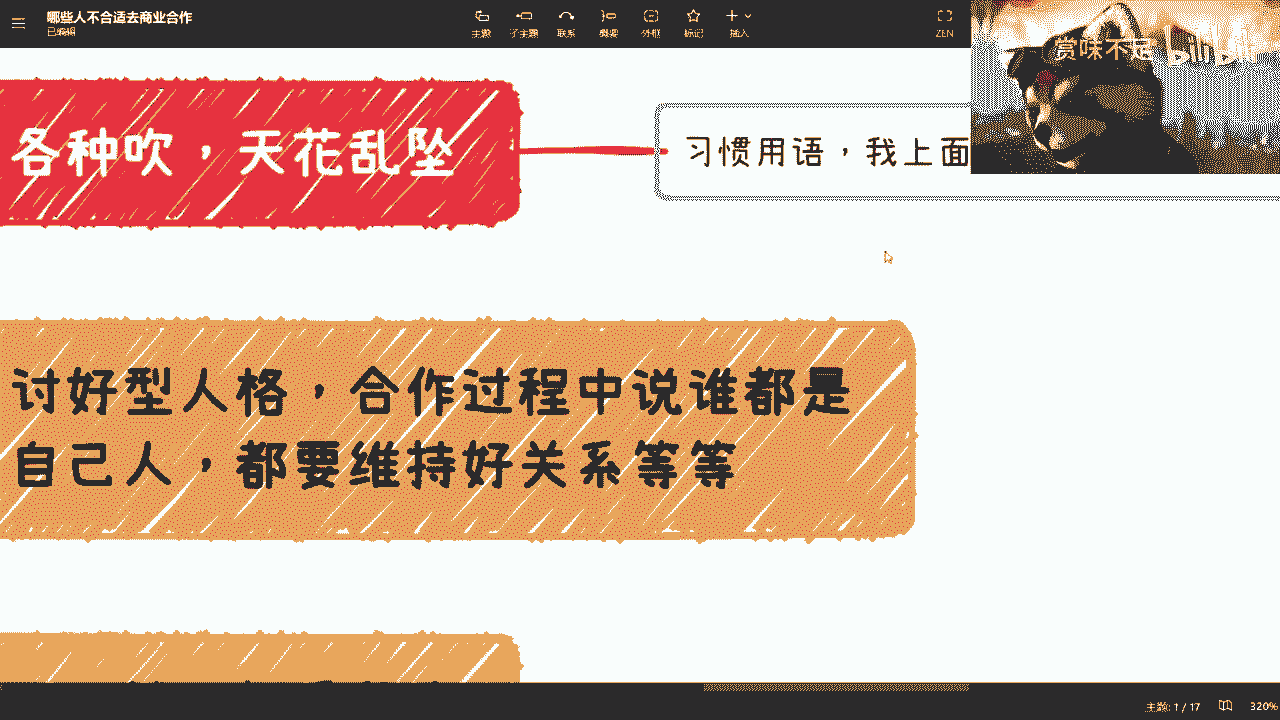 哪些人不合适去商业合作
已编辑
主题
子主题
联系
概要
外框
标记
插入
ZEN
赏味不足
bilibili
各种吹，天花乱坠
习惯用语，我上面
讨好型人格，合作过程中说谁都是
自己人，都要维持好关系等等
主题: 1 / 17
320%